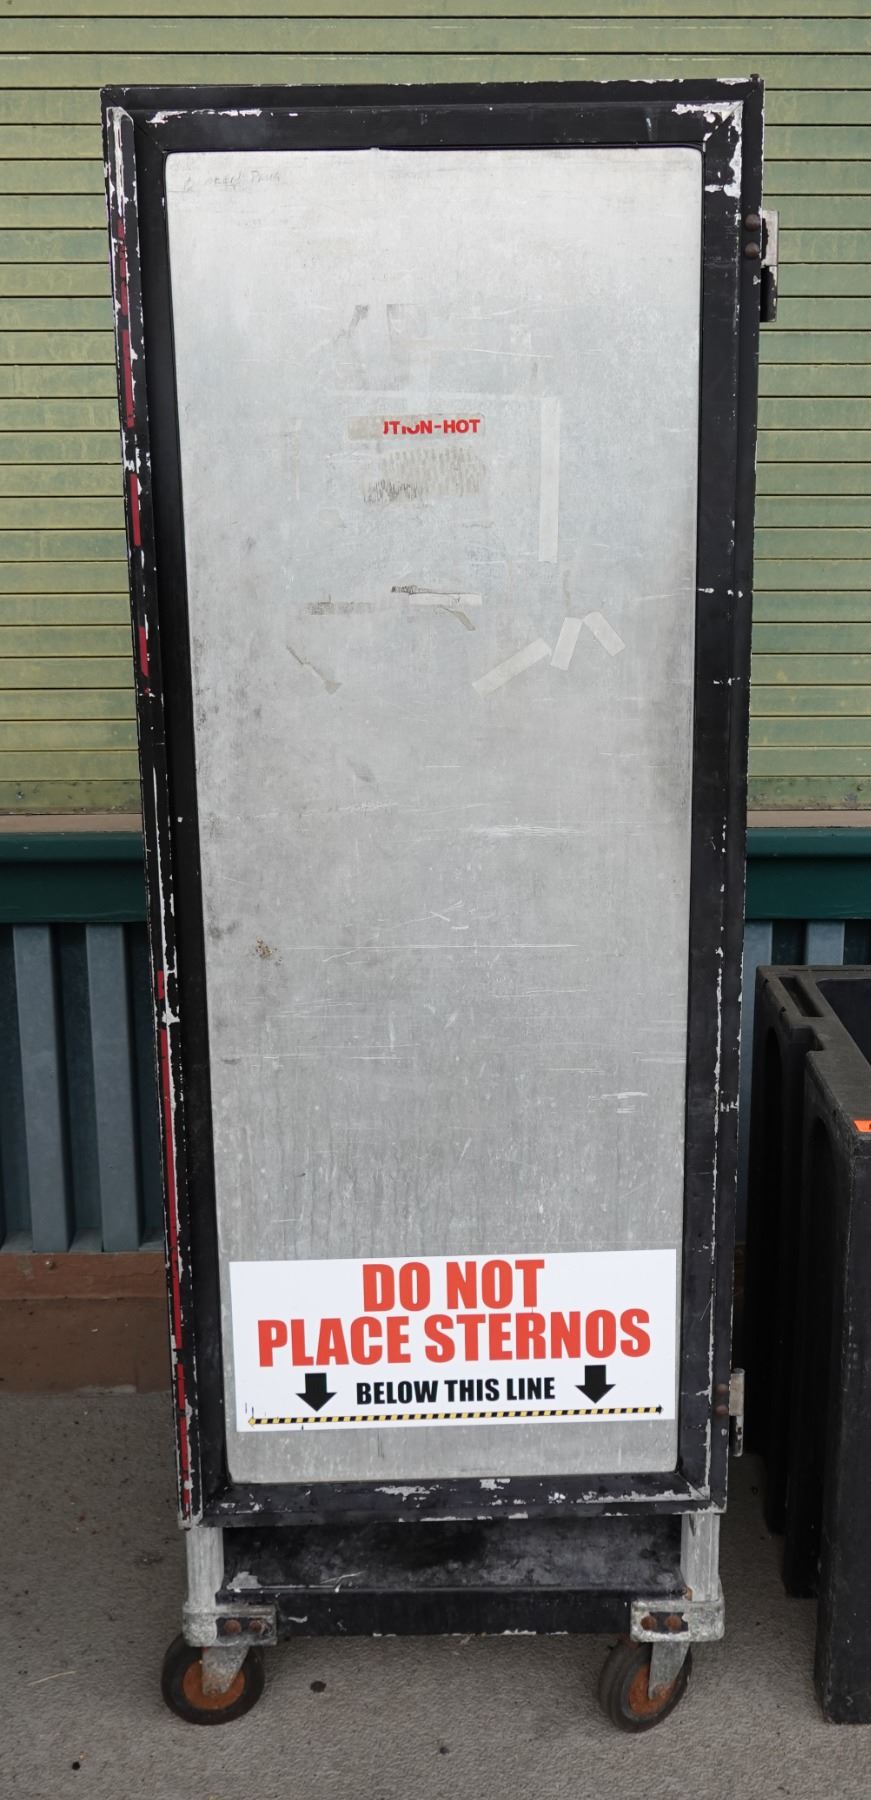 UTION-HOT
DO NOT
PLACE STERNOS
BELOW THIS LINE